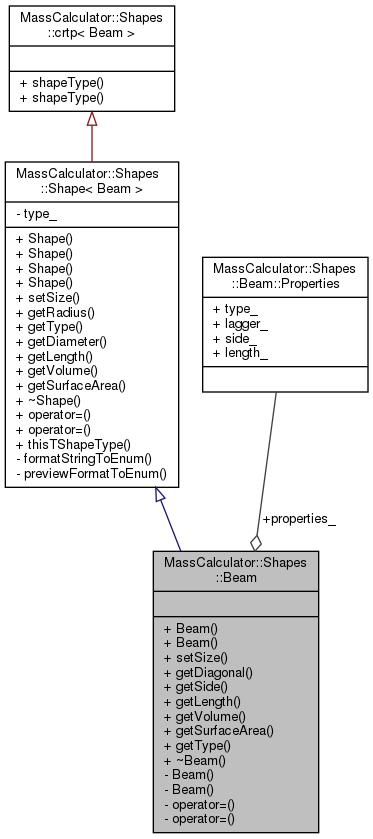 MassCalculator::Shapes
::crtp< Beam >
+ shapeType()
+ shapeType()
MassCalculator::Shapes
::Shape< Beam >
- type_
+ Shape()
+ Shape()
+ Shape()
+ Shape()
+ setSize()
+ getRadius()
+ getType()
+ getDiameter()
+ getLength()
+ getVolume()
+ getSurfaceArea()
+ ~Shape()
+ operator=()
+ operator=()
+ thisTShapeType()
- formatStringToEnum()
- previewFormatToEnum()
MassCalculator::Shapes
::Beam::Properties
+ type_
+ lagger_
+ side_
+ length_
+properties_
MassCalculator::Shapes
::Beam
+ Beam()
+ Beam()
+ setSize()
+ getDiagonal()
+ getSide()
+ getLength()
+ getVolume()
+ getSurfaceArea()
+ getType()
+ ~Beam()
- Beam()
- Beam()
- operator=()
- operator=()